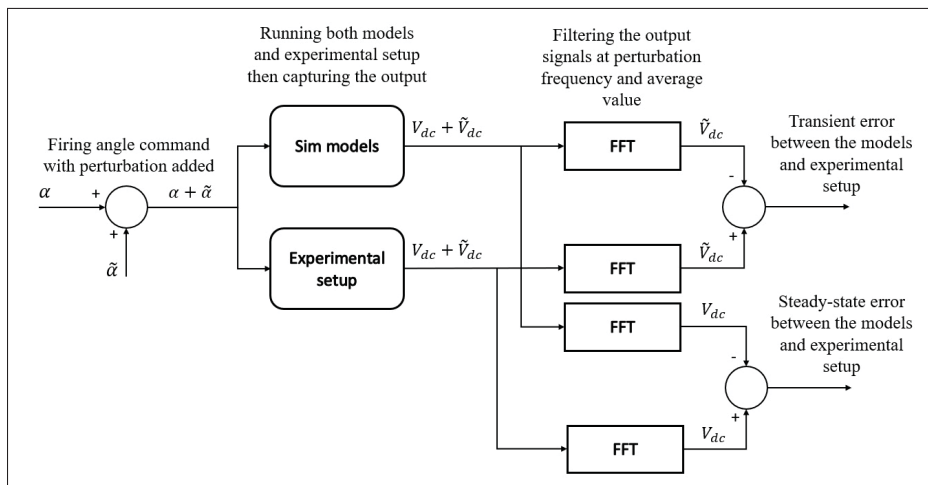 Running both models
and experimental setup
then capturing the output
Filtering the output
signals at perturbation
frequency and average
value
Firing angle command
with perturbation added
α
+
+
α̃
α + α̃
Sim models
V_dc + Ṽ_dc
Experimental
setup
V_dc + Ṽ_dc
FFT
Ṽ_dc
-
FFT
Ṽ_dc
+
Transient error
between the models
and experimental
setup
FFT
V_dc
-
FFT
V_dc
+
Steady-state error
between the models
and experimental
setup